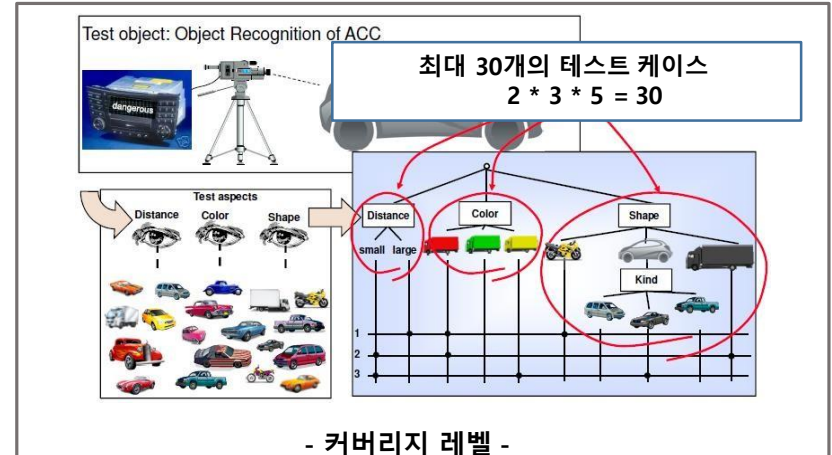 Test object: Object Recognition of ACC
최대 30개의 테스트 케이스
2 * 3 * 5 = 30
dangerous
Test aspects
Distance Color Shape
Distance Color Shape
small large
Kind
1
2
3
- 커버리지 레벨 -